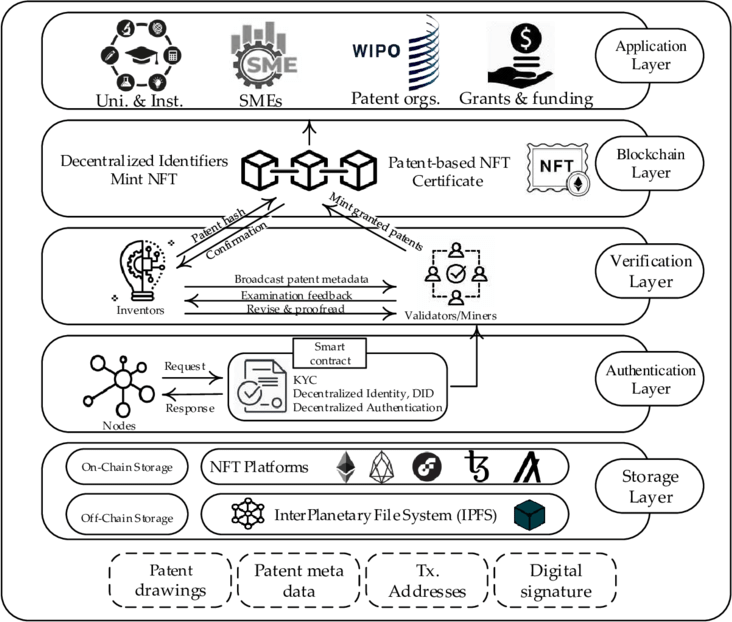 SME
WIPO
Uni. & Inst.
SMEs
Patent orgs.
Grants & funding
Application
Layer
Decentralized Identifiers
Mint NFT
Patent-based NFT
Certificate
NFT
Blockchain
Layer
Patent hash
Confirmation
Mint granted patents
Broadcast patent metadata
Examination feedback
Revise & proofread
Inventors
Validators/Miners
Verification
Layer
Smart
contract
Request
Response
Nodes
KYC
Decentralized Identity, DID
Decentralized Authentication
Authentication
Layer
On-Chain Storage
NFT Platforms
Off-Chain Storage
InterPlanetary File System (IPFS)
Storage
Layer
Patent
drawings
Patent meta
data
Tx.
Addresses
Digital
signature